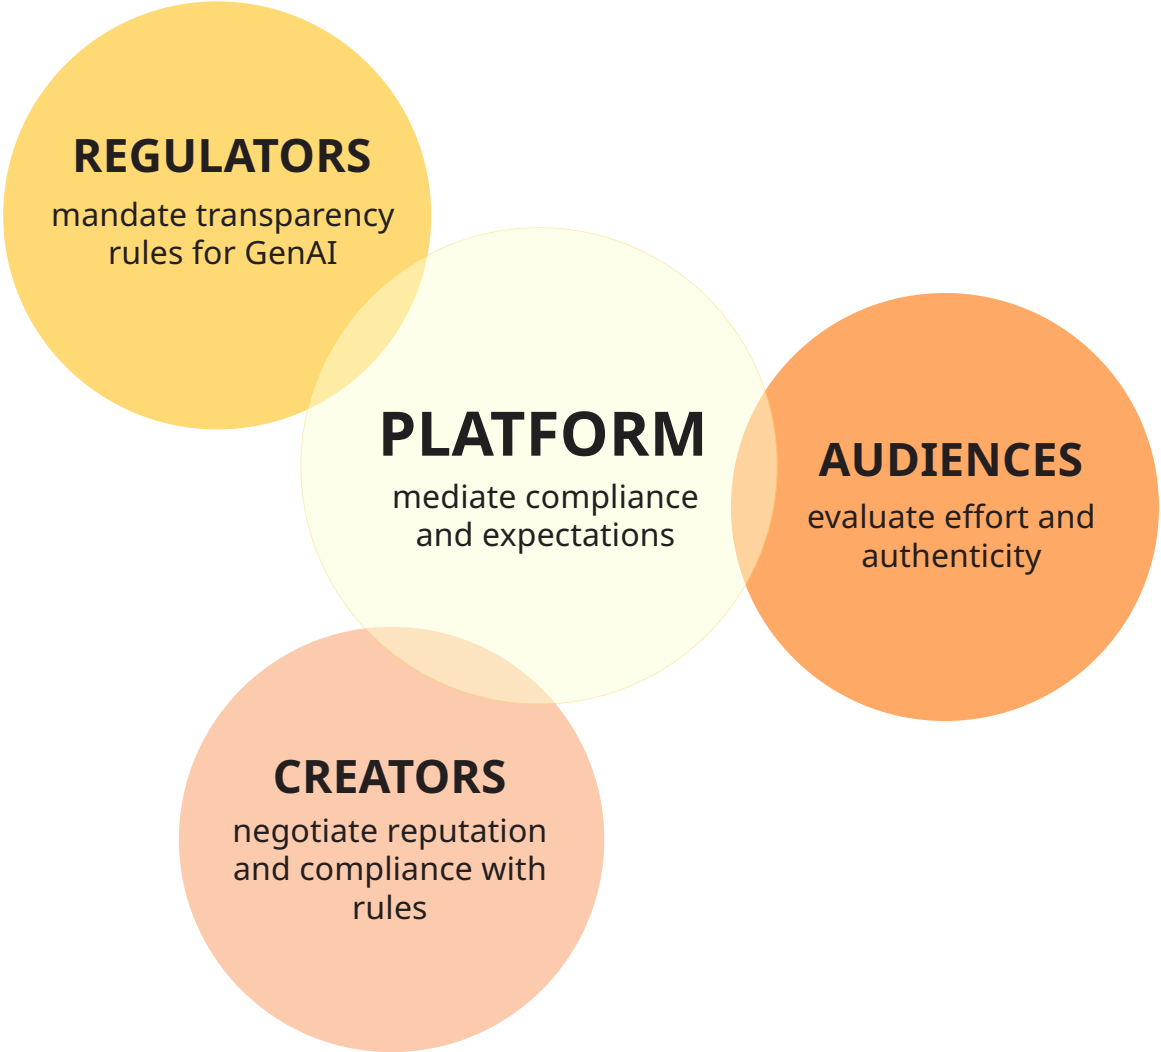 REGULATORS
mandate transparency
rules for GenAI
PLATFORM
mediate compliance
and expectations
AUDIENCES
evaluate effort and
authenticity
CREATORS
negotiate reputation
and compliance with
rules